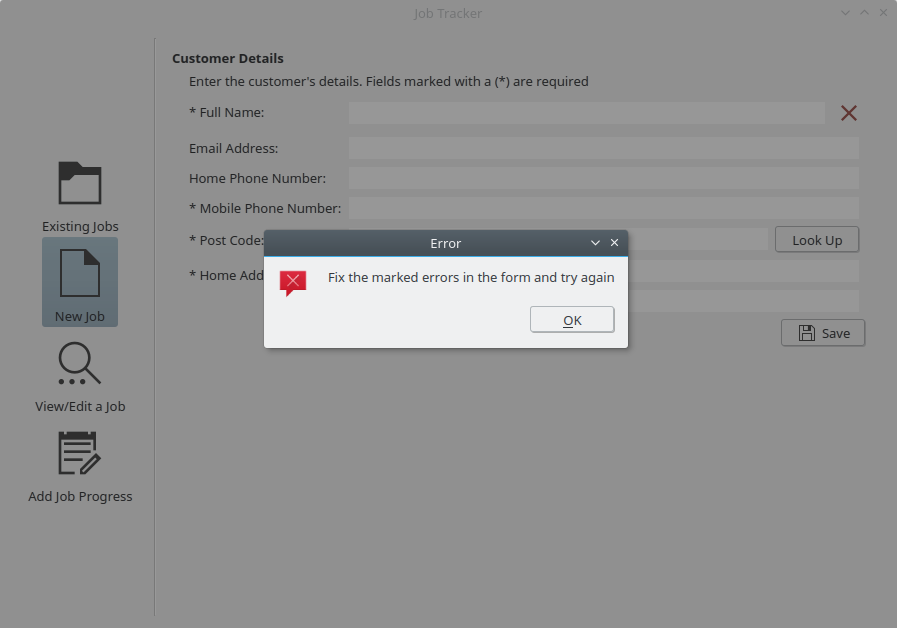 Job Tracker
Customer Details
Enter the customer's details. Fields marked with a (*) are required
* Full Name:
Email Address:
Home Phone Number:
* Mobile Phone Number:
* Post Code:
Look Up
* Home Add
Save
Existing Jobs
New Job
View/Edit a Job
Add Job Progress
Error
Fix the marked errors in the form and try again
OK